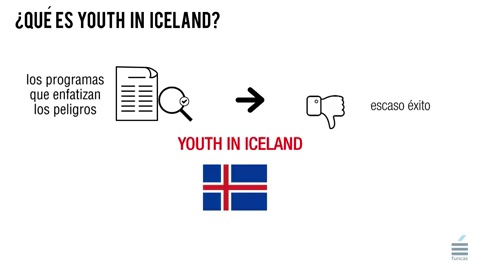 ¿QUÉ ES YOUTH IN ICELAND?
los programas
que enfatizan
los peligros
escaso éxito
YOUTH IN ICELAND
funcas